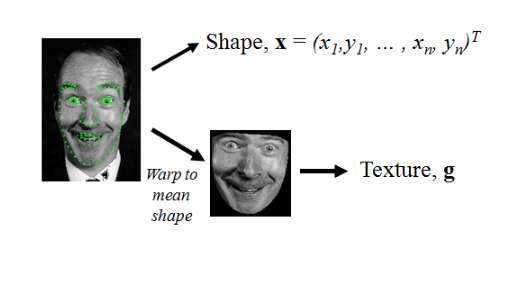 Shape, x = (x1,y1, ... , xn, yn)T
Warp to
mean
shape
Texture, g